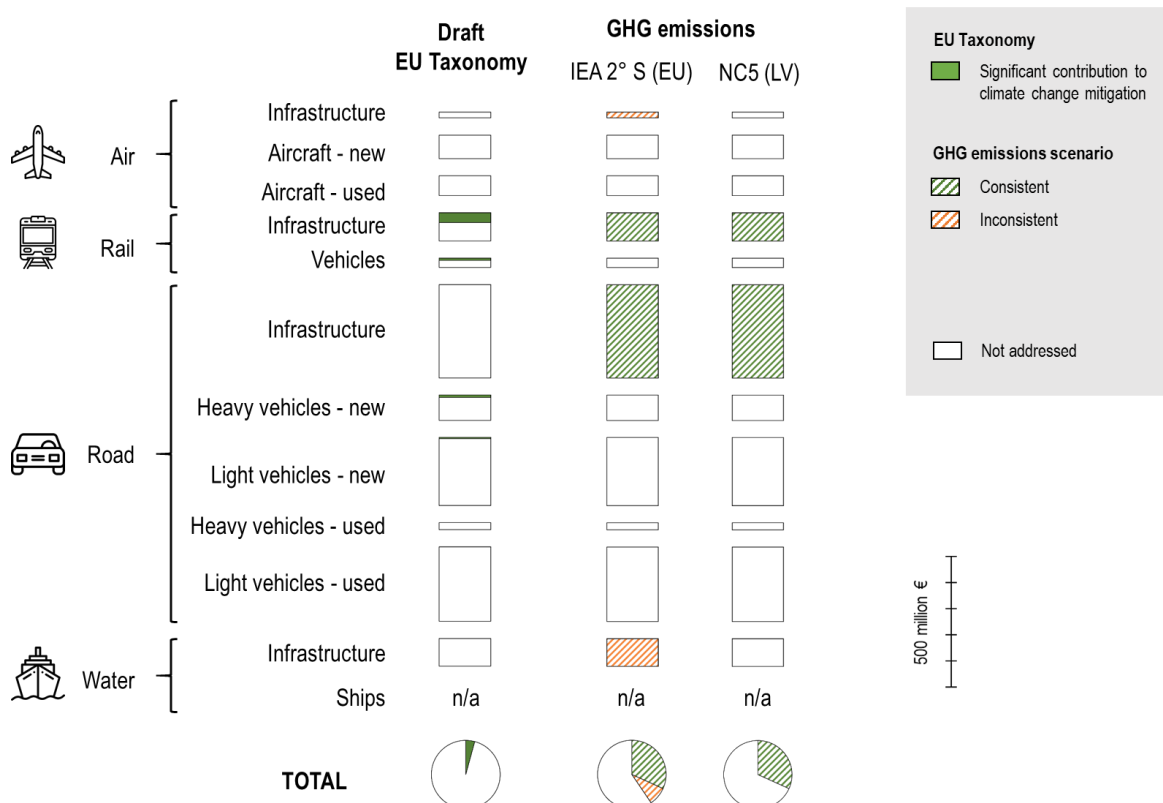 Draft
EU Taxonomy
GHG emissions
IEA 2° S (EU)
NC5 (LV)
EU Taxonomy
Significant contribution to
climate change mitigation
GHG emissions scenario
Consistent
Inconsistent
Not addressed
Air
Infrastructure
Aircraft - new
Aircraft - used
Rail
Infrastructure
Vehicles
Road
Infrastructure
Heavy vehicles - new
Light vehicles - new
Heavy vehicles - used
Light vehicles - used
500 million €
Water
Infrastructure
Ships
n/a
n/a
n/a
TOTAL